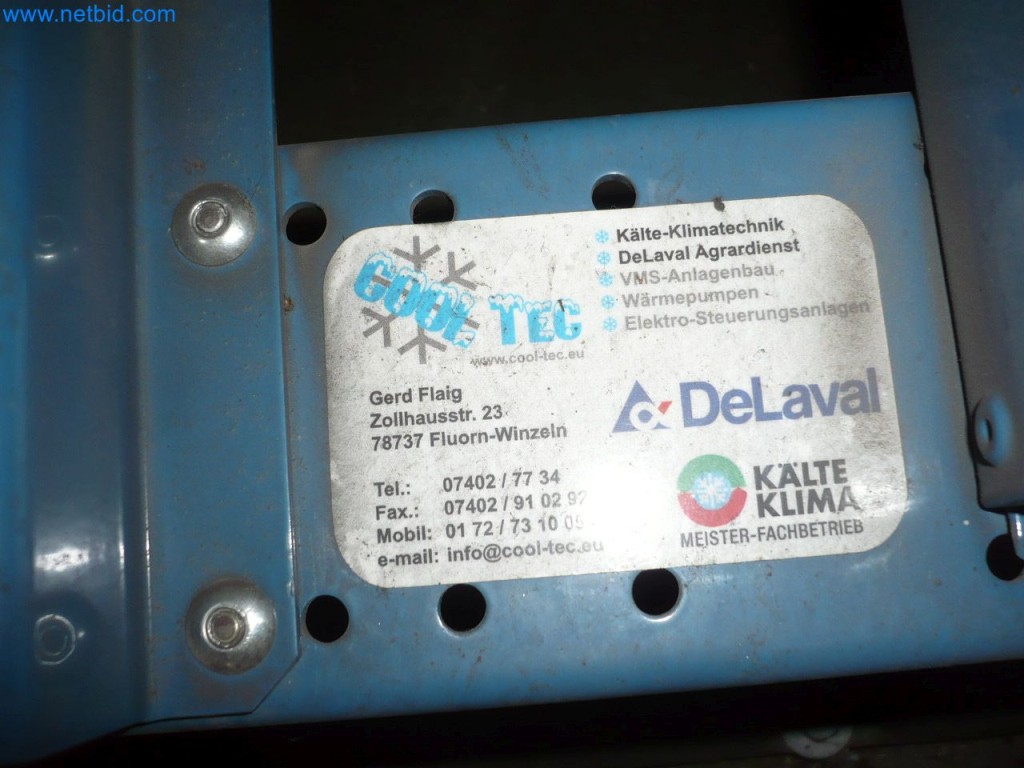 www.netbid.com
COOL TEC
www.cool-tec.eu
Kälte-Klimatechnik
DeLaval Agrardienst
VMS-Anlagenbau
Wärmepumpen
Elektro-Steuerungsanlagen
Gerd Flaig
Zollhausstr. 23
78737 Fluorn-Winzeln
DeLaval
Tel.: 07402 / 77 34
Fax.: 07402 / 91 02 92
Mobil: 01 72 / 73 10 05
e-mail: info@cool-tec.eu
KÄLTE
KLIMA
MEISTER-FACHBETRIEB